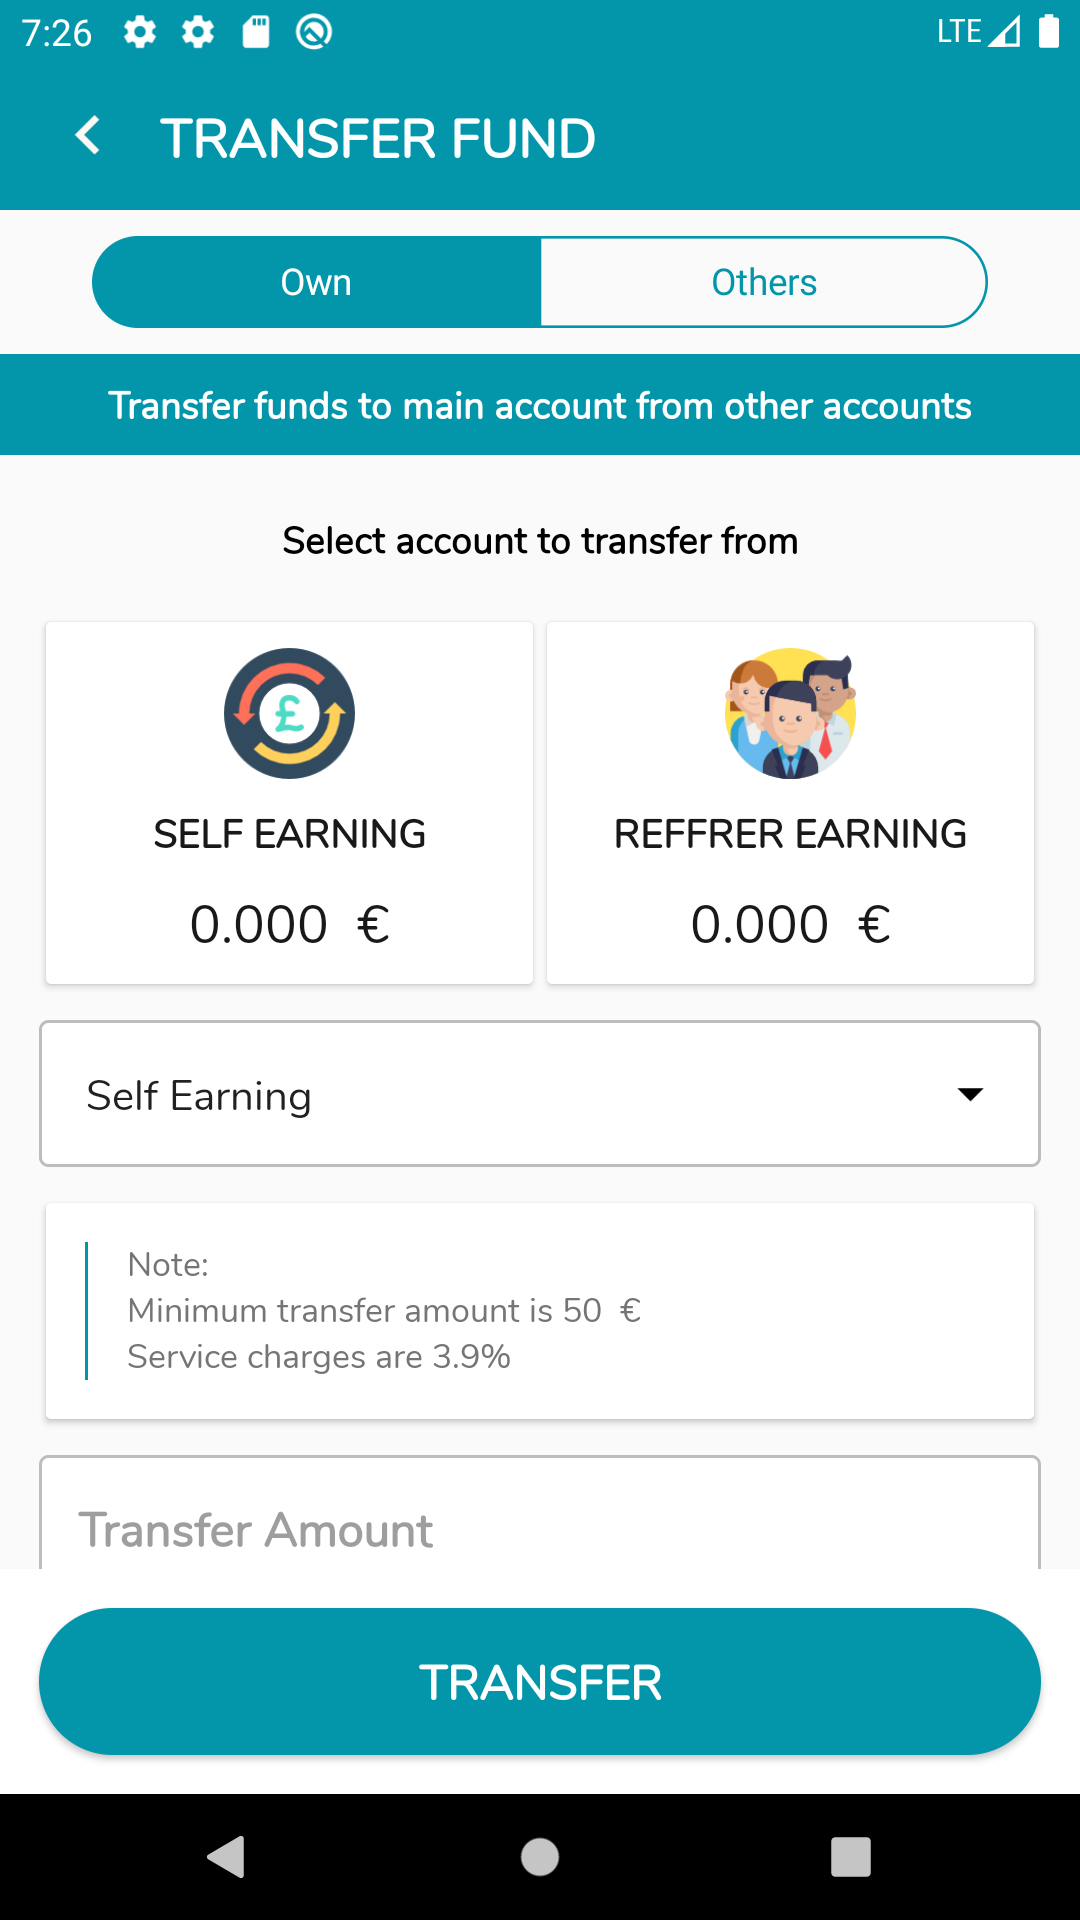 7:26
LTE
TRANSFER FUND
Own
Others
Transfer funds to main account from other accounts
Select account to transfer from
£
SELF EARNING
0.000 €
REFFRER EARNING
0.000 €
Self Earning
Note:
Minimum transfer amount is 50 €
Service charges are 3.9%
Transfer Amount
TRANSFER